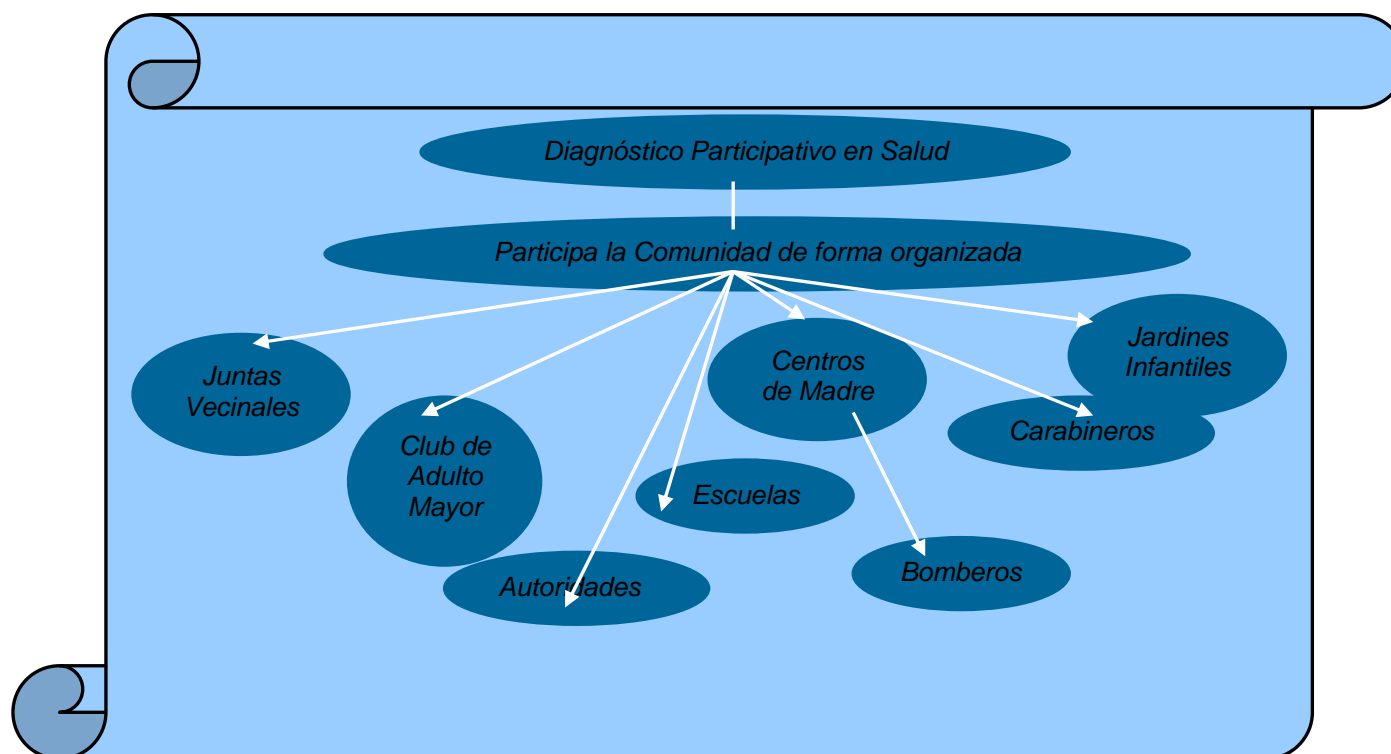 Diagnóstico Participativo en Salud
Participa la Comunidad de forma organizada
Juntas
Vecinales
Club de
Adulto
Mayor
Autoridades
Escuelas
Centros
de Madre
Bomberos
Jardines
Infantiles
Carabineros